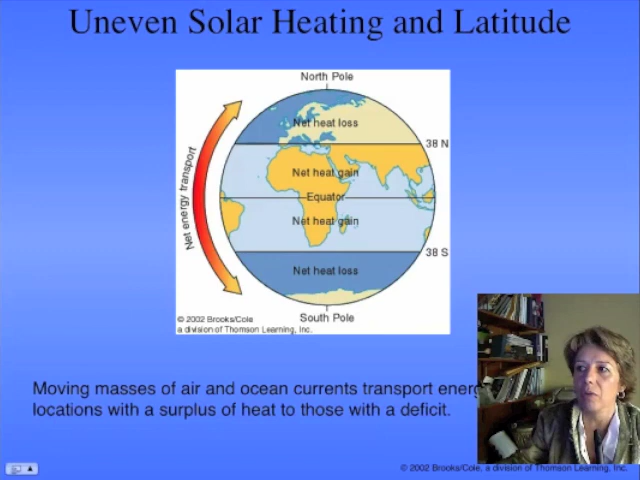 Uneven Solar Heating and Latitude
North Pole
Net heat loss
38 N
Net heat gain
Net energy transport
Equator
Net heat gain
38 S
Net heat loss
South Pole
© 2002 Brooks/Cole
a division of Thomson Learning, Inc.
Moving masses of air and ocean currents transport
locations with a surplus of heat to those with a deficit.
© 2002 Brooks/Cole, a division of Thomson Learning, Inc.